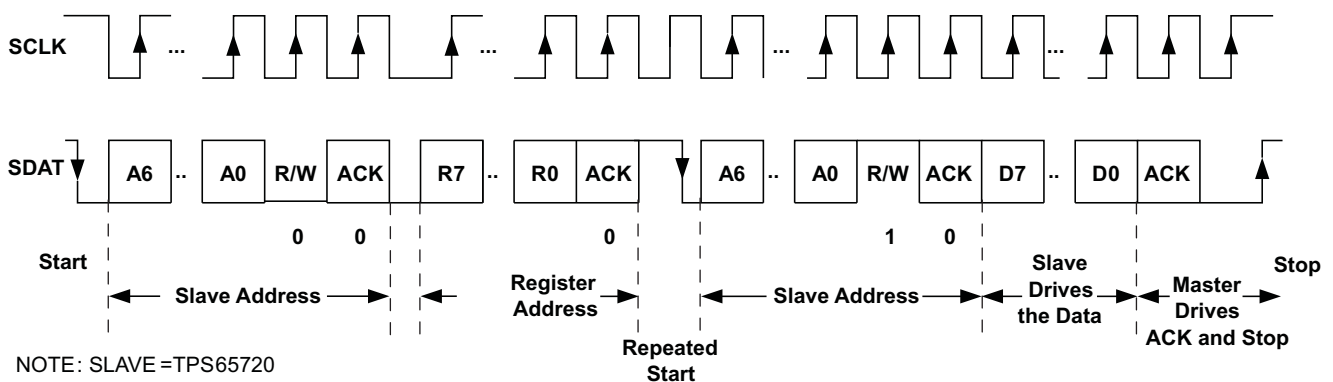 SCLK ... ... ... ...
SDAT A6 .. A0 R/W ACK R7 .. R0 ACK A6 .. A0 R/W ACK D7 .. D0 ACK
0 0 0 1 0
Start
Slave Address
Register
Address
Repeated
Start
Slave Address
Slave
Drives
the Data
Master
Drives
ACK and Stop
Stop
NOTE: SLAVE=TPS65720